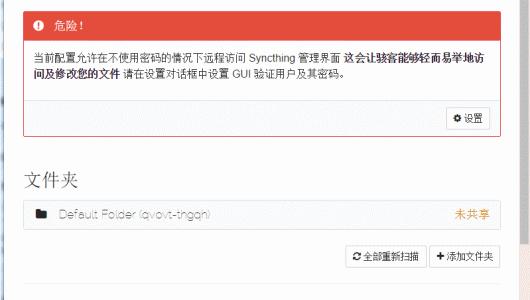 危险！
当前配置允许在不使用密码的情况下远程访问 Syncthing 管理界面 这会让骇客能够轻而易举地访
问及修改您的文件 请在设置对话框中设置 GUI 验证用户及其密码。
设置
文件夹
Default Folder (qvovt-thgqh)
未共享
全部重新扫描
添加文件夹